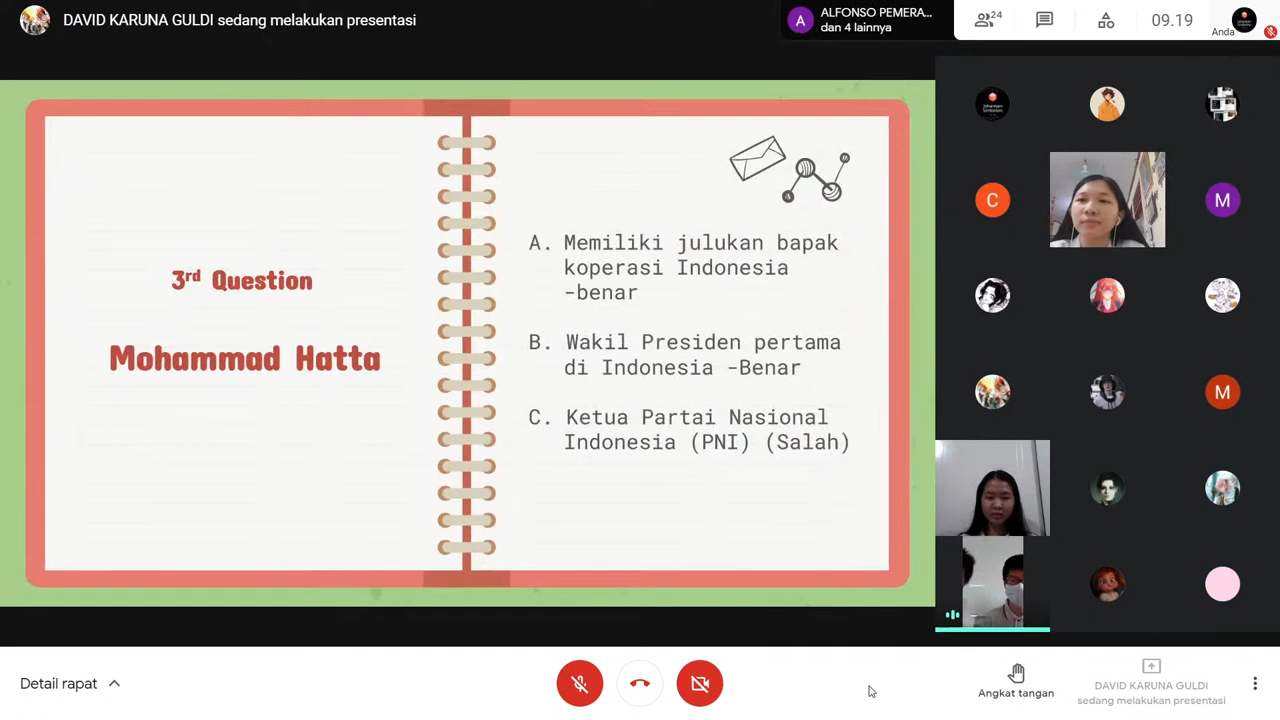 DAVID KARUNA GULDI sedang melakukan presentasi
A
ALFONSO PEMERA...
dan 4 lainnya
24
09.19
Anda
3rd Question
Mohammad Hatta
A. Memiliki julukan bapak
koperasi Indonesia
-benar
B. Wakil Presiden pertama
di Indonesia -Benar
C. Ketua Partai Nasional
Indonesia (PNI) (Salah)
C
M
M
Detail rapat
Angkat tangan
DAVID KARUNA GULDI
sedang melakukan presentasi